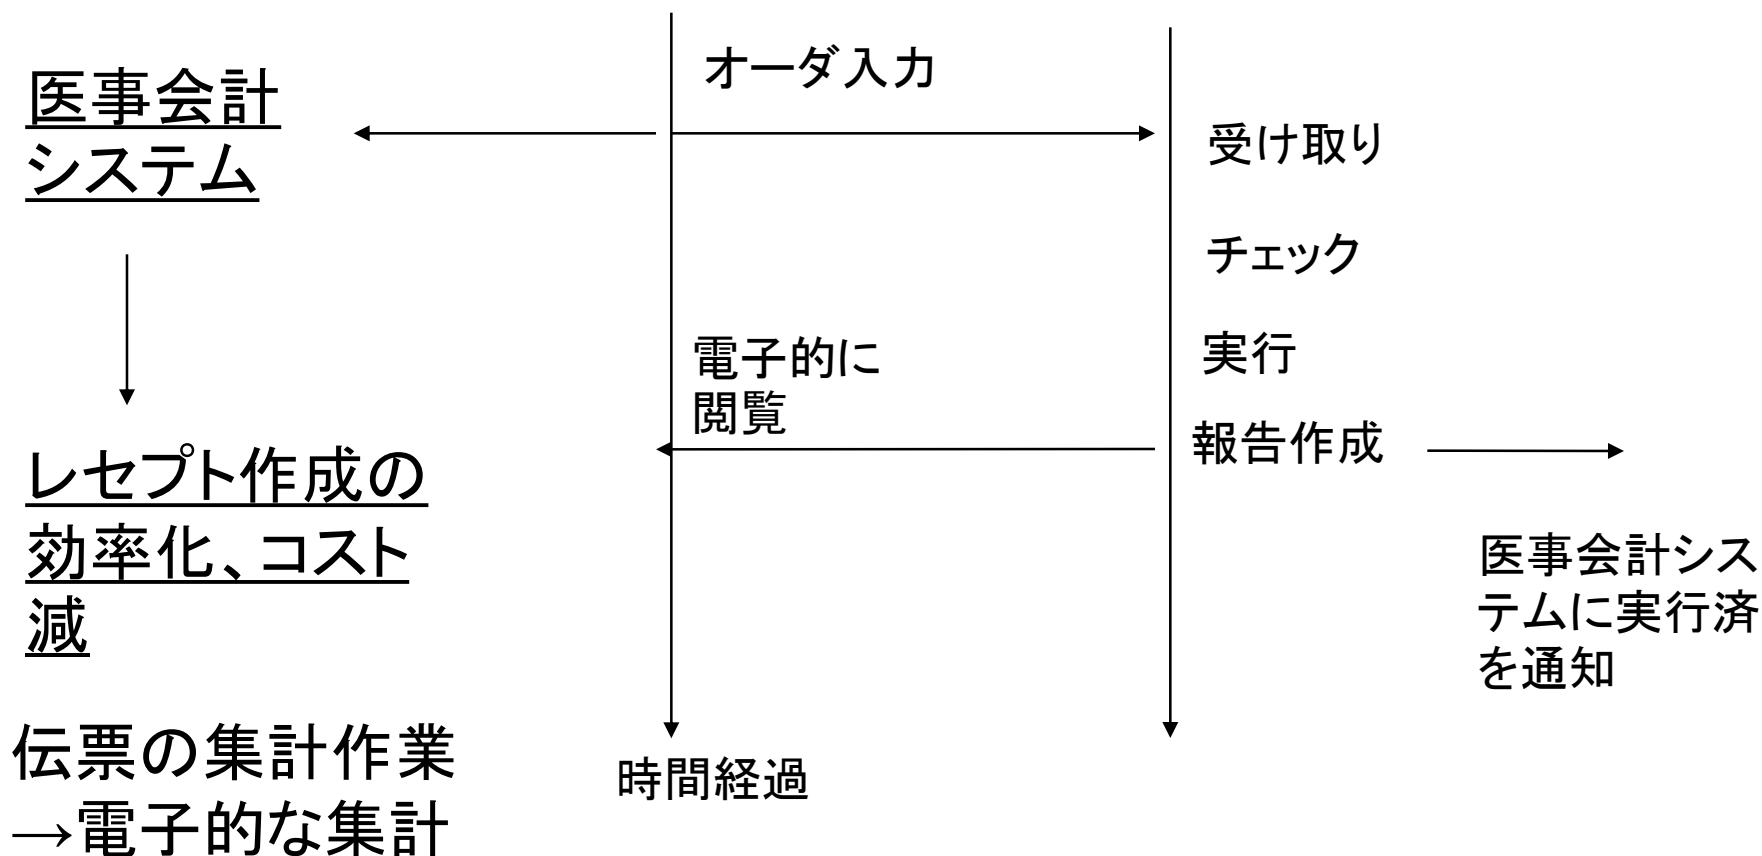 医事会計
システム
レセプト作成の
効率化、コスト
減
伝票の集計作業
→電子的な集計
オーダ入力
電子的に
閲覧
時間経過
受け取り
チェック
実行
報告作成
医事会計シス
テムに実行済
を通知